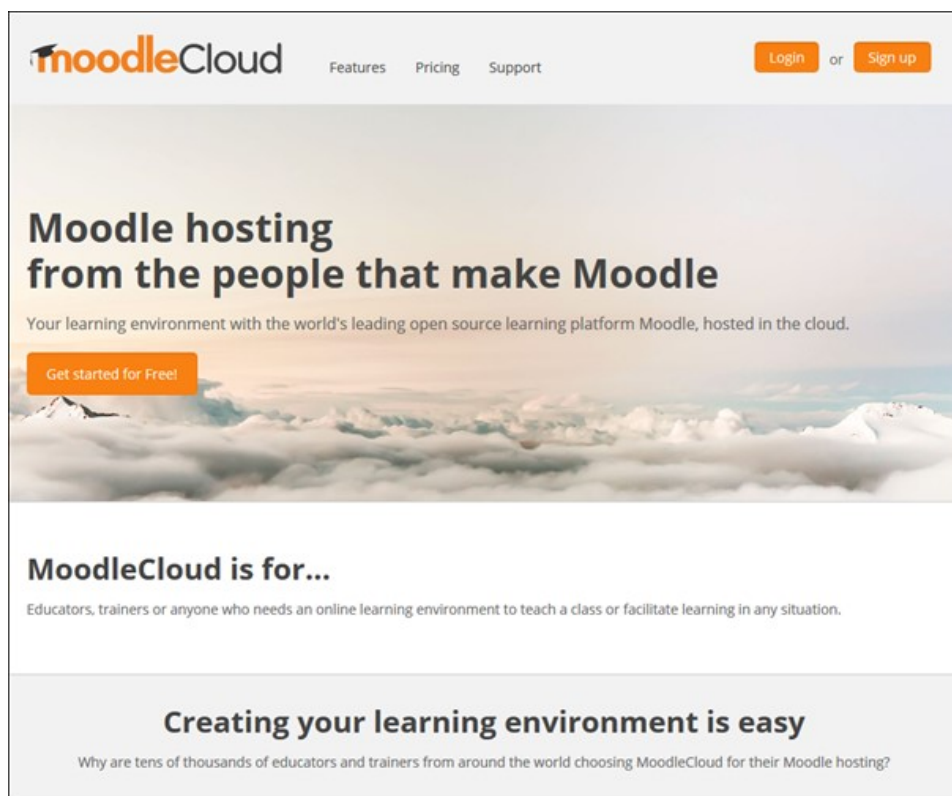 moodleCloud
Features
Pricing
Support
Login
or
Sign up
Moodle hosting
from the people that make Moodle
Your learning environment with the world's leading open source learning platform Moodle, hosted in the cloud.
Get started for Free!
MoodleCloud is for...
Educators, trainers or anyone who needs an online learning environment to teach a class or facilitate learning in any situation.
Creating your learning environment is easy
Why are tens of thousands of educators and trainers from around the world choosing MoodleCloud for their Moodle hosting?